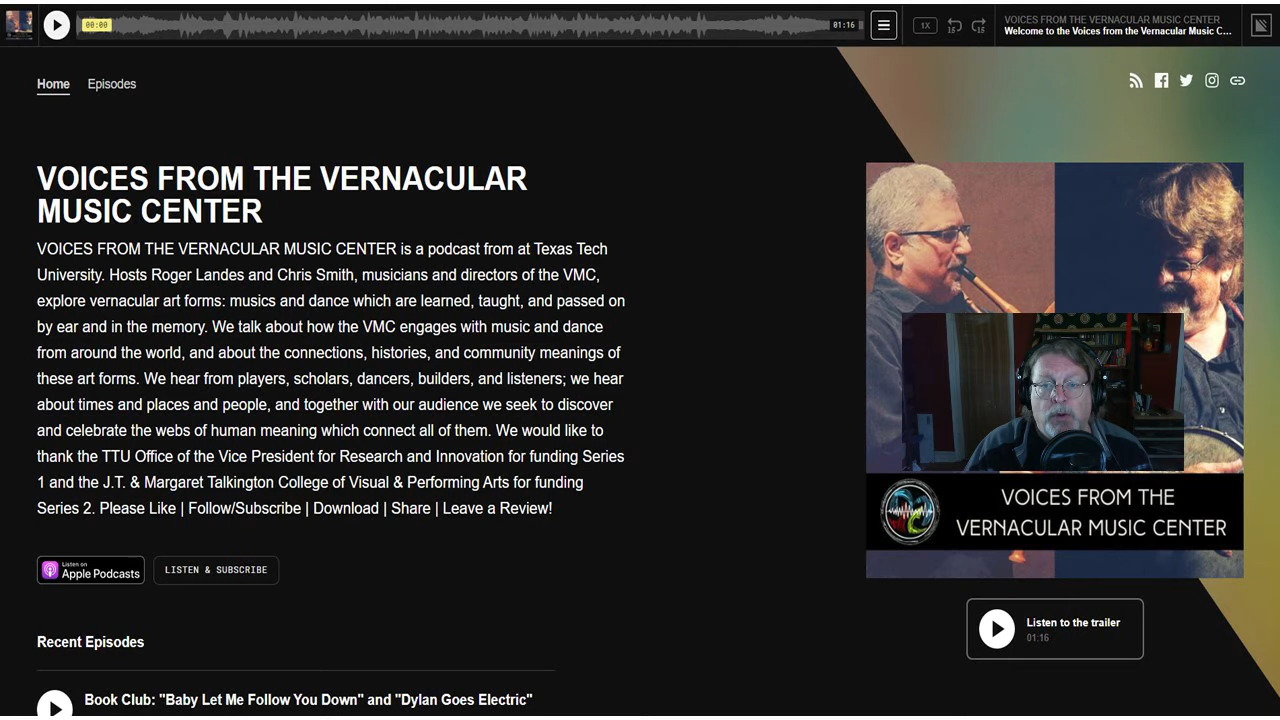 00:00
01:16
1X
15
15
VOICES FROM THE VERNACULAR MUSIC CENTER
Welcome to the Voices from the Vernacular Music C...
Home
Episodes
VOICES FROM THE VERNACULAR
MUSIC CENTER
VOICES FROM THE VERNACULAR MUSIC CENTER is a podcast from at Texas Tech
University. Hosts Roger Landes and Chris Smith, musicians and directors of the VMC,
explore vernacular art forms: musics and dance which are learned, taught, and passed on
by ear and in the memory. We talk about how the VMC engages with music and dance
from around the world, and about the connections, histories, and community meanings of
these art forms. We hear from players, scholars, dancers, builders, and listeners; we hear
about times and places and people, and together with our audience we seek to discover
and celebrate the webs of human meaning which connect all of them. We would like to
thank the TTU Office of the Vice President for Research and Innovation for funding Series
1 and the J.T. & Margaret Talkington College of Visual & Performing Arts for funding
Series 2. Please Like | Follow/Subscribe | Download | Share | Leave a Review!
VOICES FROM THE
VERNACULAR MUSIC CENTER
Listen on
Apple Podcasts
LISTEN & SUBSCRIBE
Listen to the trailer
01:16
Recent Episodes
Book Club: "Baby Let Me Follow You Down" and "Dylan Goes Electric"